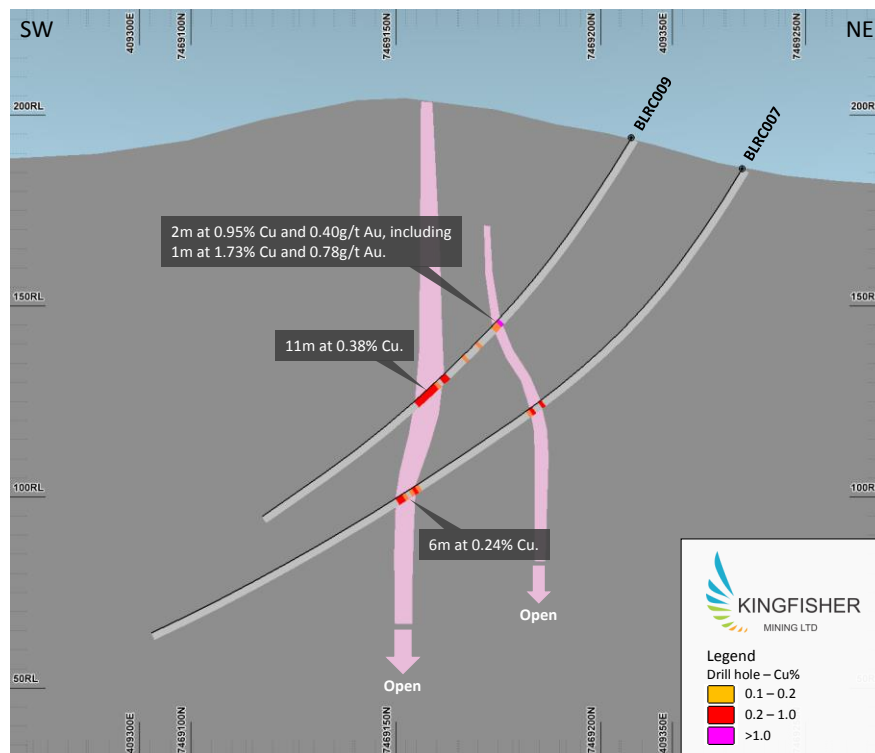 SW
NE
409300E
7469100N
7469150N
7469200N
409350E
7469250N
200RL
200RL
BLRC009
BLRC007
2m at 0.95% Cu and 0.40g/t Au, including
1m at 1.73% Cu and 0.78g/t Au.
150RL
150RL
11m at 0.38% Cu.
100RL
100RL
6m at 0.24% Cu.
Open
Open
50RL
KINGFISHER
MINING LTD
Legend
Drill hole – Cu%
0.1 – 0.2
0.2 – 1.0
>1.0
409300E
7469100N
7469150N
7469200N
409350E